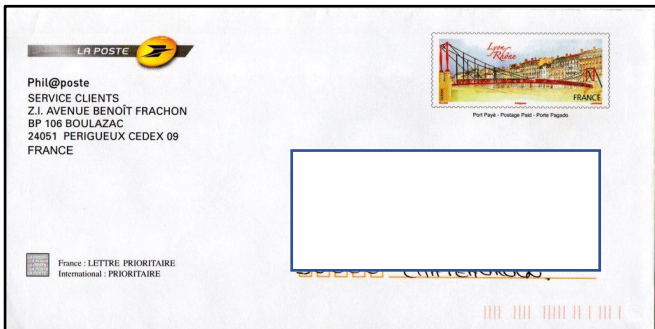 LA POSTE
Phil@poste
SERVICE CLIENTS
Z.I. AVENUE BENOÎT FRACHON
BP 106 BOULAZAC
24051 PERIGUEUX CEDEX 09
FRANCE
Lyon
Rhône
FRANCE
Port Payé - Postage Paid - Porte Pagado
France : LETTRE PRIORITAIRE
International : PRIORITAIRE